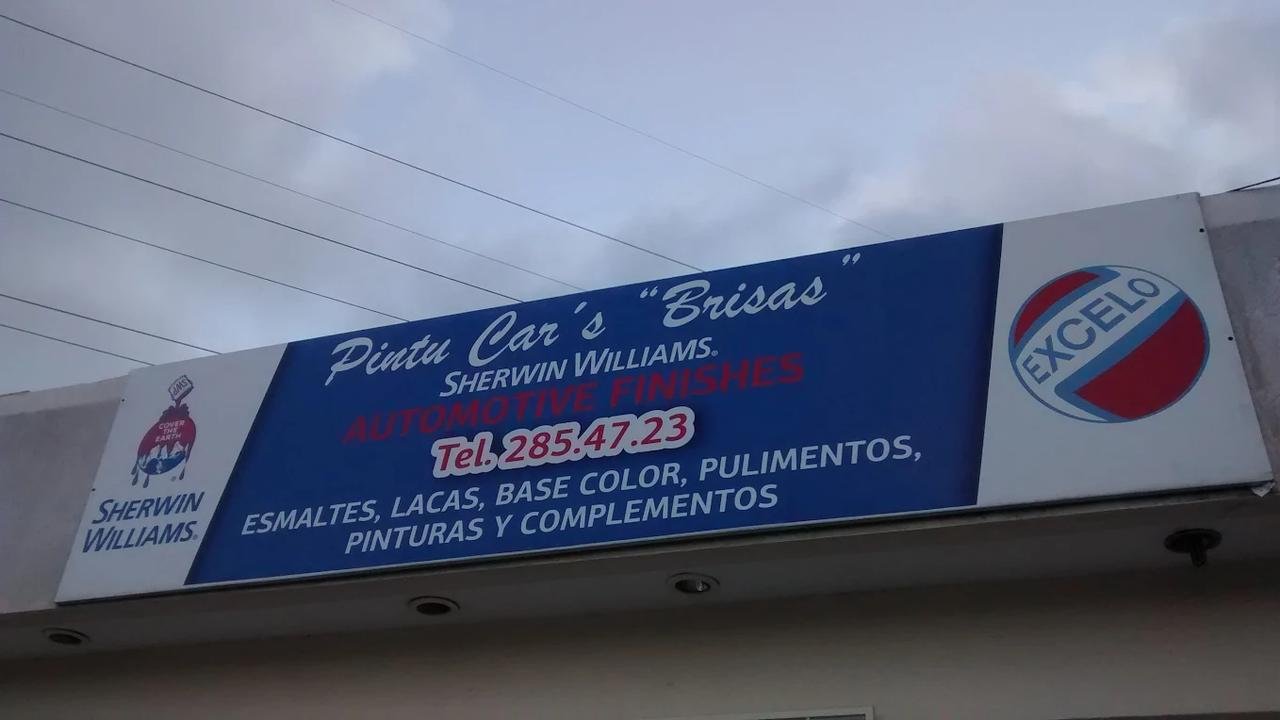 Pintu Car´s “Brisas”
SHERWIN WILLIAMS®
AUTOMOTIVE FINISHES
Tel. 285.47.23
ESMALTES, LACAS, BASE COLOR, PULIMENTOS,
PINTURAS Y COMPLEMENTOS
SWP
COVER
THE
EARTH
SHERWIN
WILLIAMS®
EXCELO